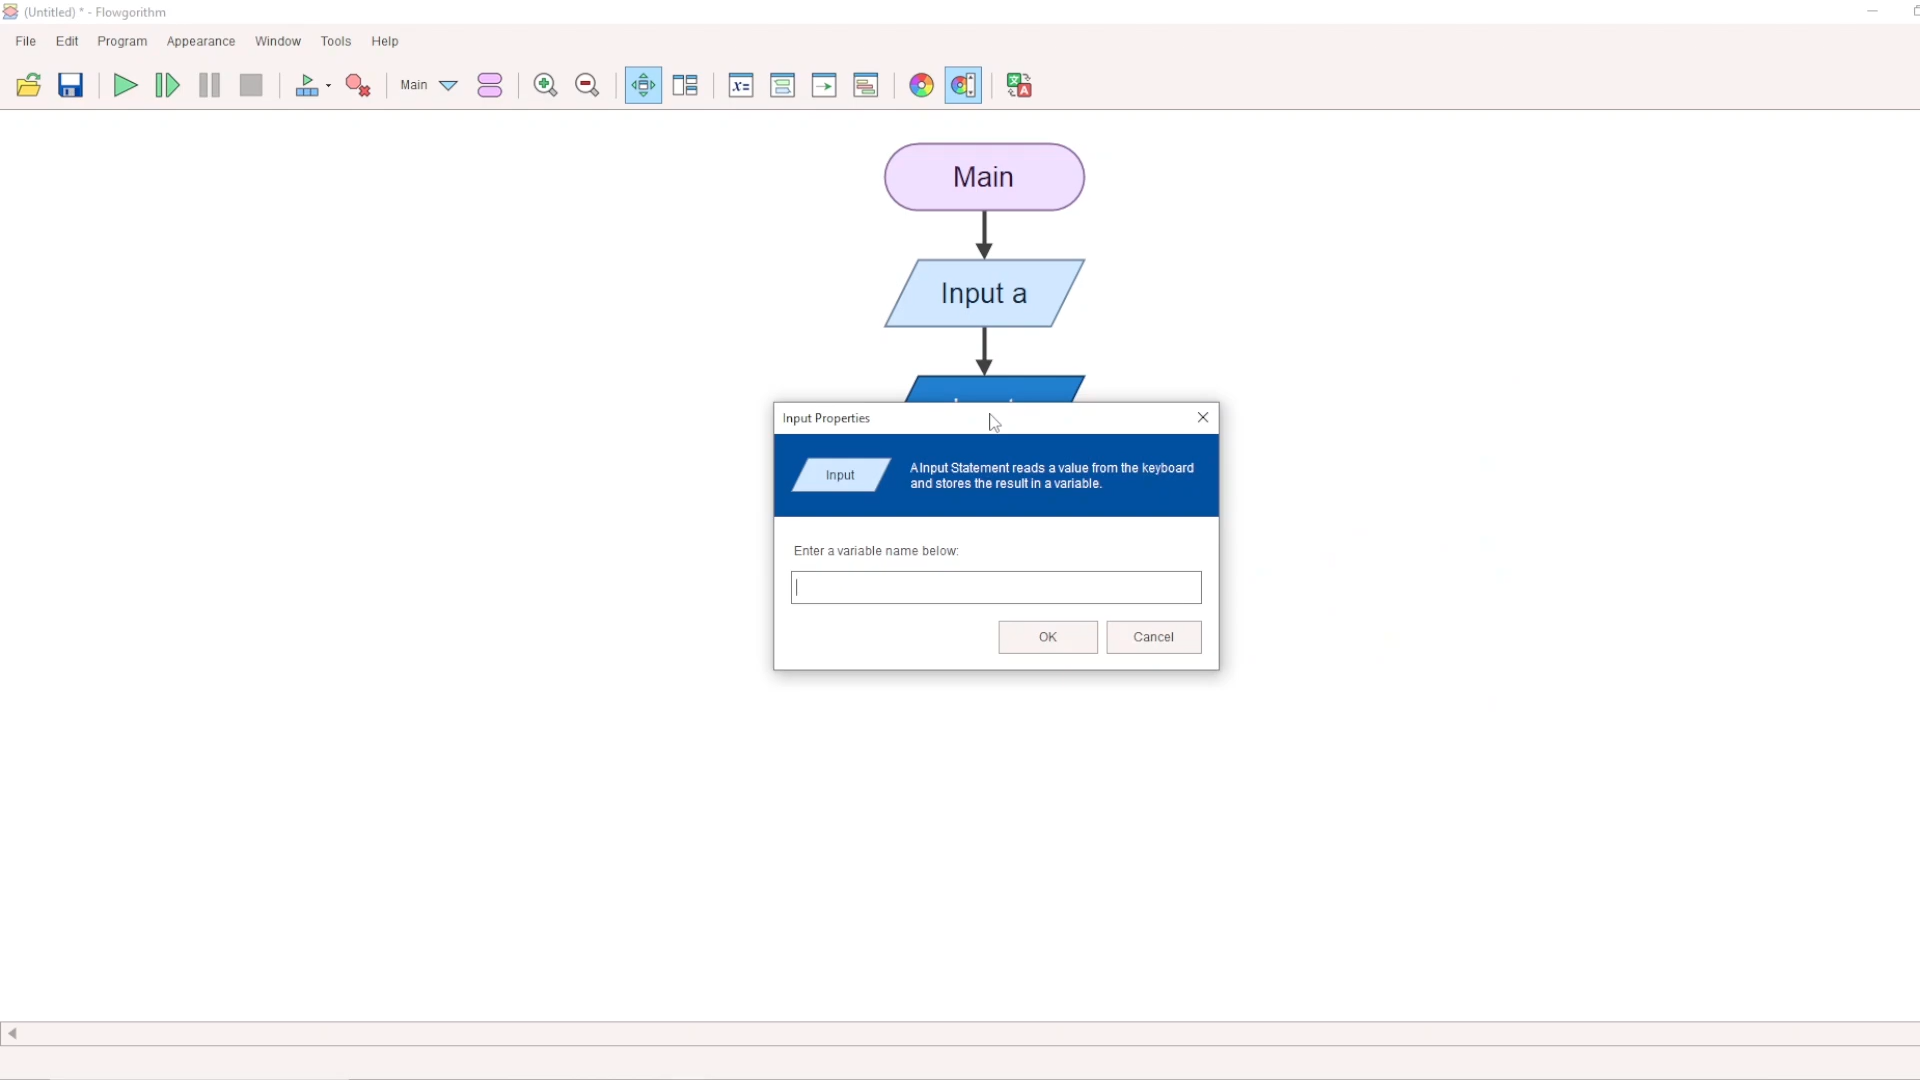 (Untitled) * - Flowgorithm
File Edit Program Appearance Window Tools Help
Main
Main
Input a
Input Properties
Input
A Input Statement reads a value from the keyboard
and stores the result in a variable.
Enter a variable name below:
OK Cancel